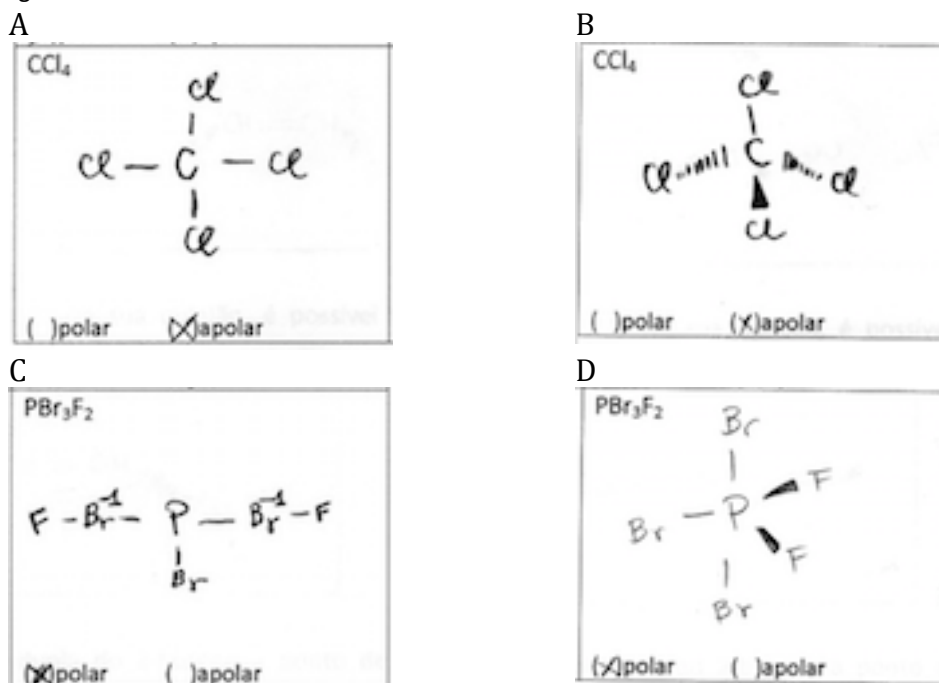 A
CCl₄
Cl
Cl — C — Cl
Cl
( )polar (X)apolar
B
CCl₄
Cl
Cl C Cl
Cl
( )polar (x)apolar
é possível
C
PBr₃F₂
F — Br⁻¹ — P — Br⁻¹ — F
Br
(X)polar ( )apolar
D
PBr₃F₂
Br
Br — P F
F
Br
(x)polar ( )apolar